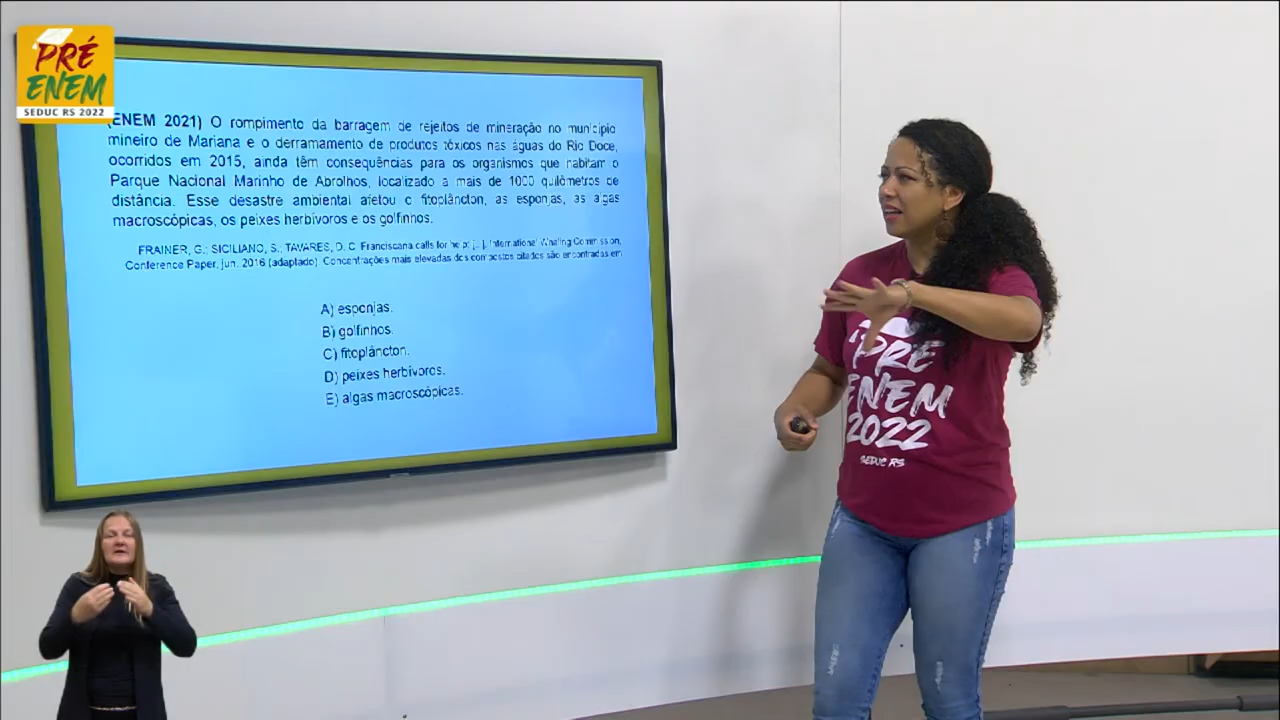 PRÉ
ENEM
SEDUC RS 2022
(ENEM 2021) O rompimento da barragem de rejeitos de mineração no município
mineiro de Mariana e o derramamento de produtos tóxicos nas águas do Rio Doce,
ocorridos em 2015, ainda têm consequências para os organismos que habitam o
Parque Nacional Marinho de Abrolhos, localizado a mais de 1000 quilômetros de
distância. Esse desastre ambiental afetou o fitoplâncton, as esponjas, as algas
macroscópicas, os peixes herbívoros e os golfinhos.
FRAINER, G.; SICILIANO, S.; TAVARES, D. C. Franciscana calls for help: [...]. International Whaling Commission,
Conference Paper, jun. 2016 (adaptado). Concentrações mais elevadas dos compostos citados são encontradas em
A) esponjas.
B) golfinhos.
C) fitoplâncton.
D) peixes herbívoros.
E) algas macroscópicas.
PRÉ
ENEM
2022
SEDUC RS